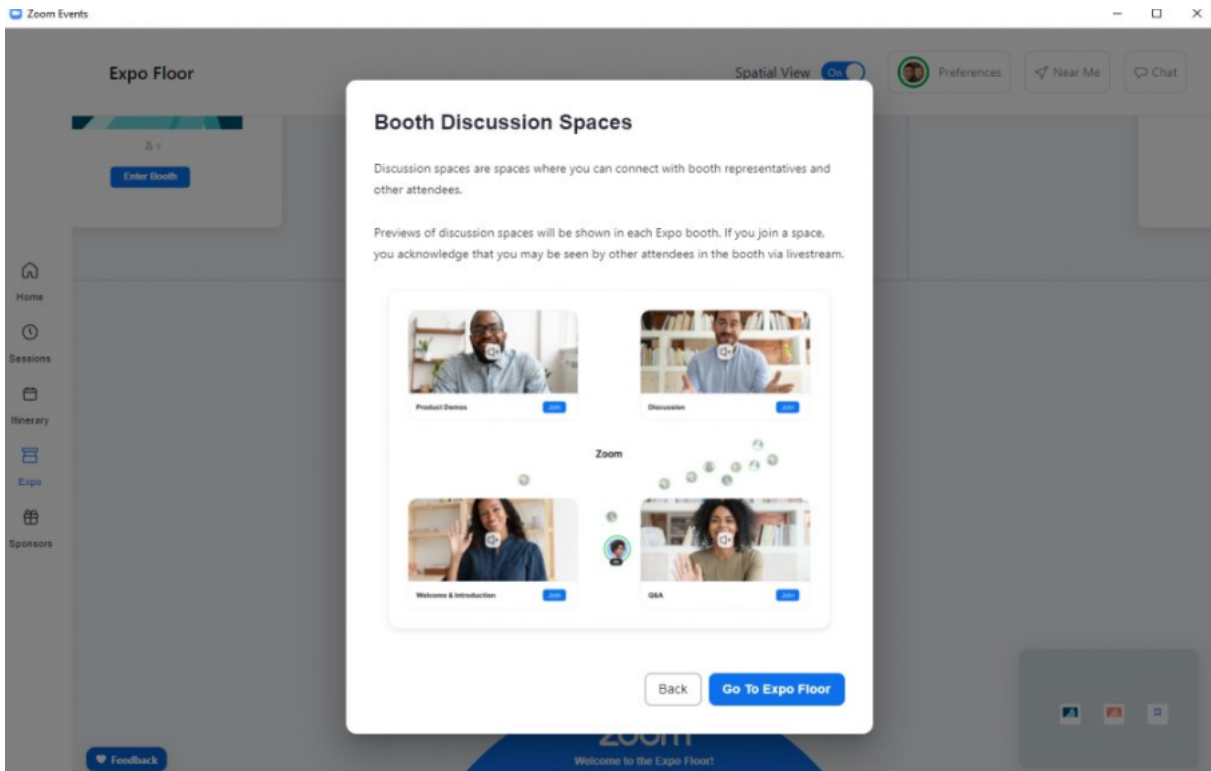 Zoom Events
Expo Floor
Spatial View On
Preferences
Near Me
Chat
Enter Booth
Home
Sessions
Itinerary
Expo
Sponsors
Booth Discussion Spaces
Discussion spaces are spaces where you can connect with booth representatives and
other attendees.
Previews of discussion spaces will be shown in each Expo booth. If you join a space,
you acknowledge that you may be seen by other attendees in the booth via livestream.
Product Demos Join
Discussion Join
Zoom
Welcome & Introduction Join
Q&A Join
Back
Go To Expo Floor
Feedback
zoom
Welcome to the Expo Floor!